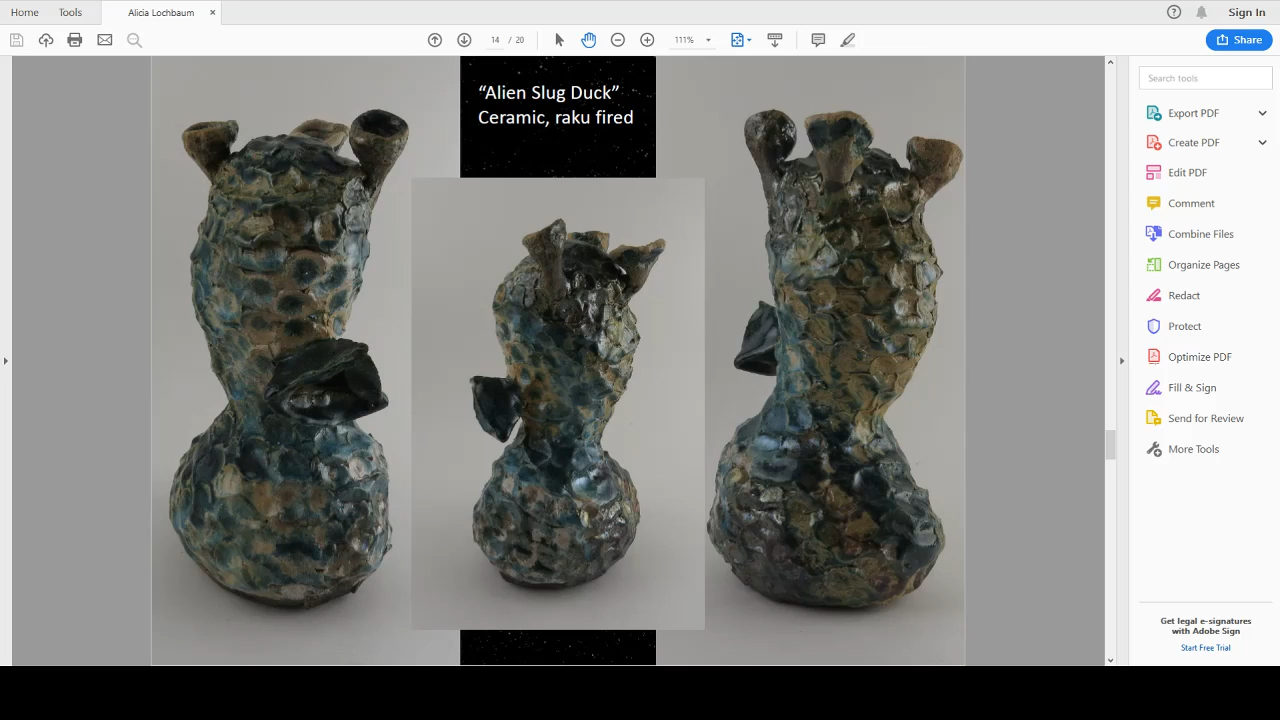 Home
Tools
Alicia Lochbaum
×
?
Sign In
14 / 20
111%
Share
“Alien Slug Duck”
Ceramic, raku fired
Search tools
Export PDF
Create PDF
Edit PDF
Comment
Combine Files
Organize Pages
Redact
Protect
Optimize PDF
Fill & Sign
Send for Review
More Tools
Get legal e-signatures
with Adobe Sign
Start Free Trial